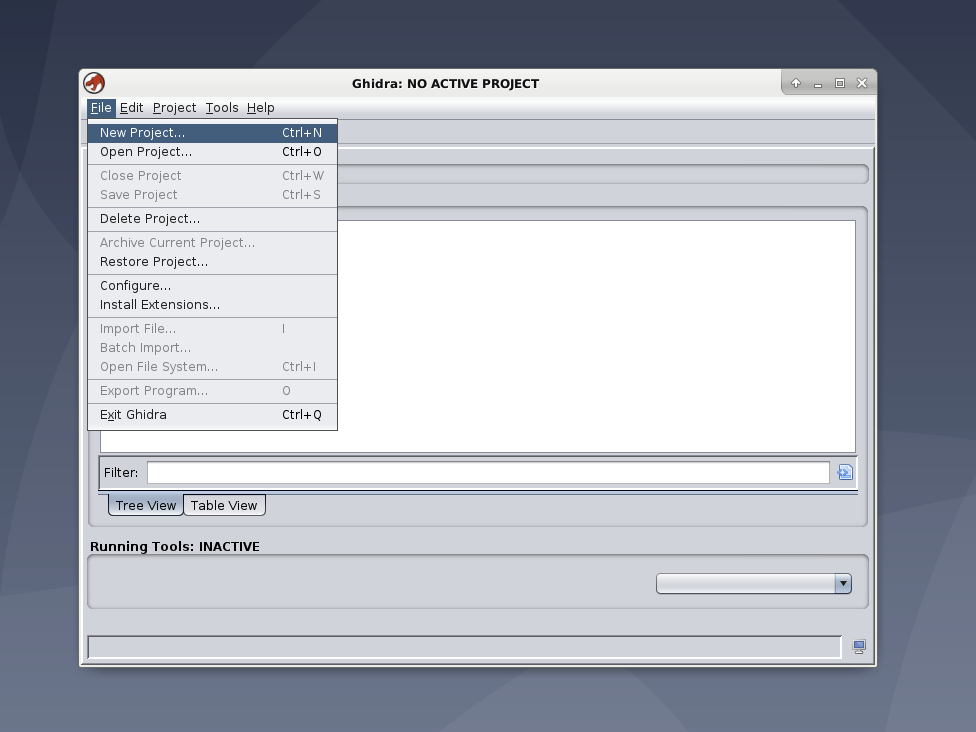 Ghidra: NO ACTIVE PROJECT
File Edit Project Tools Help
New Project... Ctrl+N
Open Project... Ctrl+O
Close Project Ctrl+W
Save Project Ctrl+S
Delete Project...
Archive Current Project...
Restore Project...
Configure...
Install Extensions...
Import File... I
Batch Import...
Open File System... Ctrl+I
Export Program... O
Exit Ghidra Ctrl+Q
Filter:
Tree View Table View
Running Tools: INACTIVE